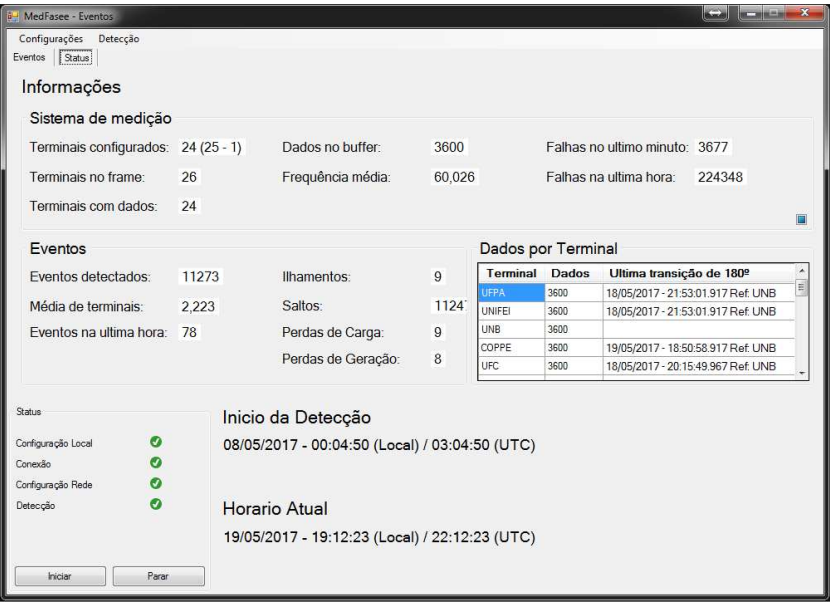 MedFasee - Eventos
Configurações Detecção
Eventos Status
Informações
Sistema de medição
Terminais configurados: 24 (25 - 1) Dados no buffer: 3600 Falhas no ultimo minuto: 3677
Terminais no frame: 26 Frequência média: 60,026 Falhas na ultima hora: 224348
Terminais com dados: 24
Eventos
Eventos detectados: 11273 Ilhamentos: 9
Média de terminais: 2,223 Saltos: 11247
Eventos na ultima hora: 78 Perdas de Carga: 9
Perdas de Geração: 8
Dados por Terminal
Terminal Dados Ultima transição de 180º
UFPA 3600 18/05/2017 - 21:53:01.917 Ref: UNB
UNIFEI 3600 18/05/2017 - 21:53:01.917 Ref: UNB
UNB 3600
COPPE 3600 19/05/2017 - 18:50:58.917 Ref: UNB
UFC 3600 18/05/2017 - 20:15:49.967 Ref: UNB
Status
Configuração Local
Conexão
Configuração Rede
Detecção
Iniciar Parar
Inicio da Detecção
08/05/2017 - 00:04:50 (Local) / 03:04:50 (UTC)
Horario Atual
19/05/2017 - 19:12:23 (Local) / 22:12:23 (UTC)